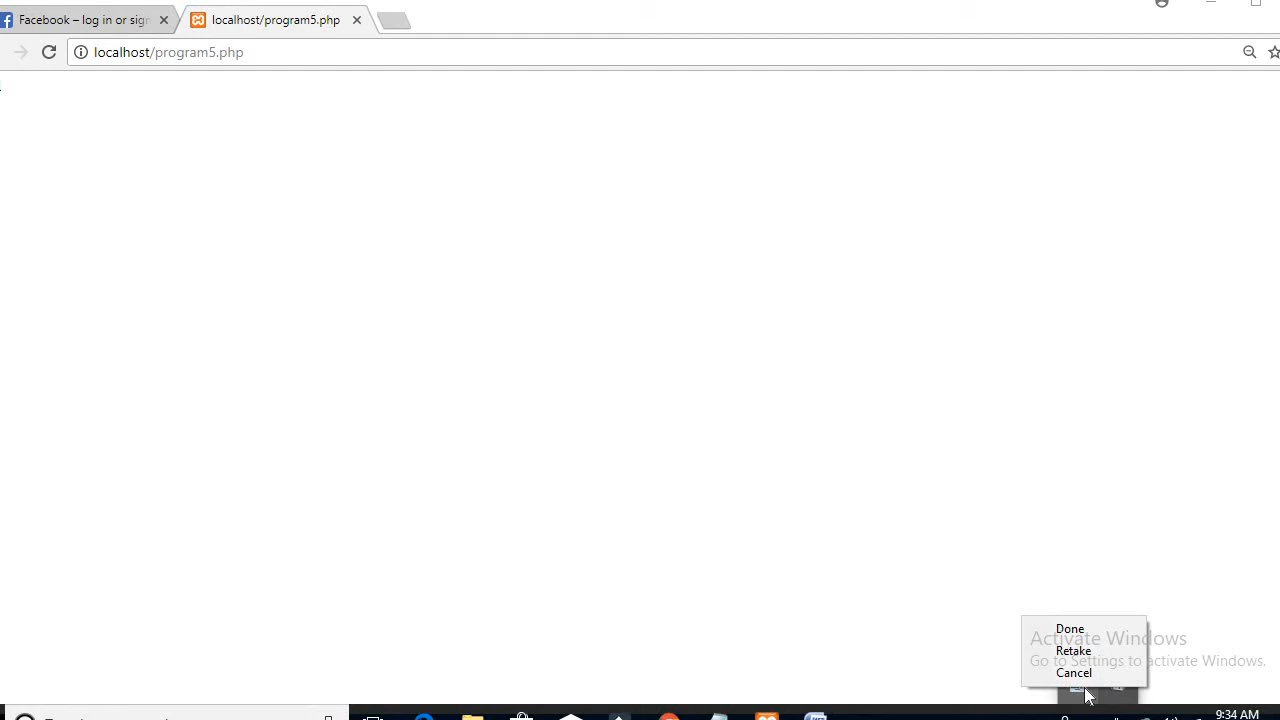 Facebook – log in or sign
localhost/program5.php
localhost/program5.php
Done
Retake
Cancel
Activate Windows
Go to Settings to activate Windows.
9:34 AM